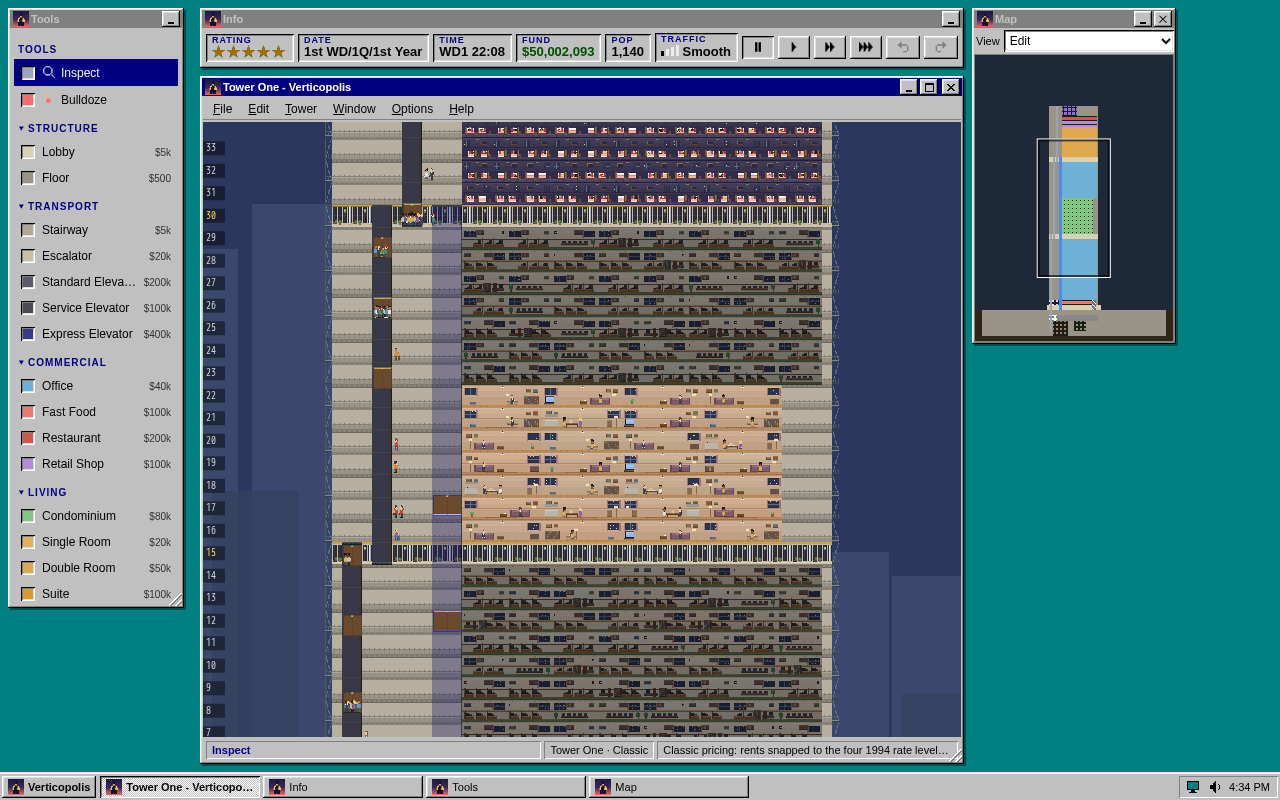 Tools
TOOLS
Inspect
Bulldoze
STRUCTURE
Lobby $5k
Floor $500
TRANSPORT
Stairway $5k
Escalator $20k
Standard Eleva... $200k
Service Elevator $100k
Express Elevator $400k
COMMERCIAL
Office $40k
Fast Food $100k
Restaurant $200k
Retail Shop $100k
LIVING
Condominium $80k
Single Room $20k
Double Room $50k
Suite $100k
Info
RATING
DATE
1st WD/1Q/1st Year
TIME
WD1 22:08
FUND
$50,002,093
POP
1,140
TRAFFIC
Smooth
Tower One - Verticopolis
File Edit Tower Window Options Help
33
32
31
30
29
28
27
26
25
24
23
22
21
20
19
18
17
16
15
14
13
12
11
10
9
8
7
Inspect
Tower One · Classic
Classic pricing: rents snapped to the four 1994 rate level...
Map
View Edit
Verticopolis
Tower One - Verticopo...
Info
Tools
Map
4:34 PM